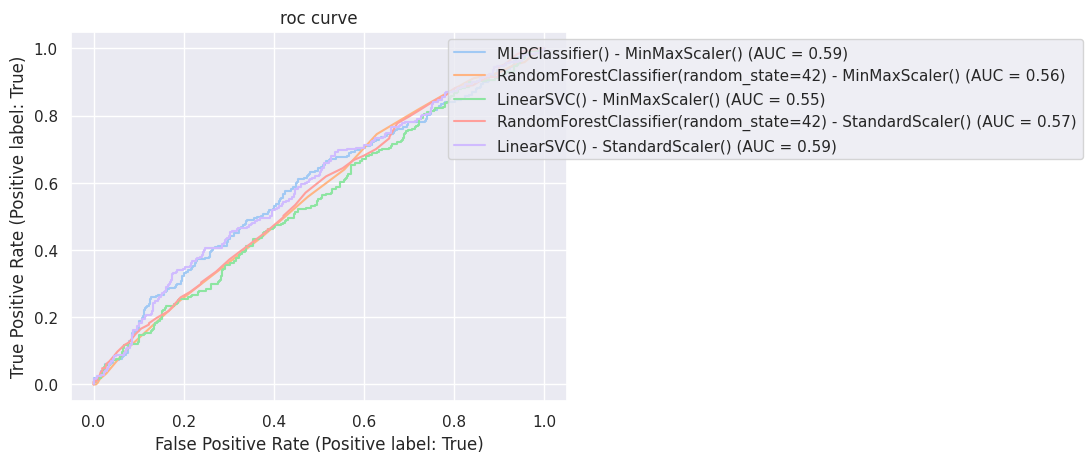 roc curve
MLPClassifier() - MinMaxScaler() (AUC = 0.59)
RandomForestClassifier(random_state=42) - MinMaxScaler() (AUC = 0.56)
LinearSVC() - MinMaxScaler() (AUC = 0.55)
RandomForestClassifier(random_state=42) - StandardScaler() (AUC = 0.57)
LinearSVC() - StandardScaler() (AUC = 0.59)
True Positive Rate (Positive label: True)
1.0
0.8
0.6
0.4
0.2
0.0
0.0 0.2 0.4 0.6 0.8 1.0
False Positive Rate (Positive label: True)